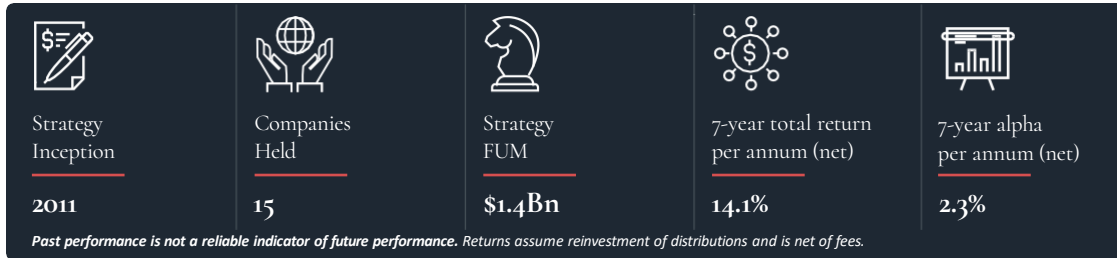 $
$
Strategy
Inception
2011
Companies
Held
15
Strategy
FUM
$1.4Bn
7-year total return
per annum (net)
14.1%
7-year alpha
per annum (net)
2.3%
Past performance is not a reliable indicator of future performance. Returns assume reinvestment of distributions and is net of fees.